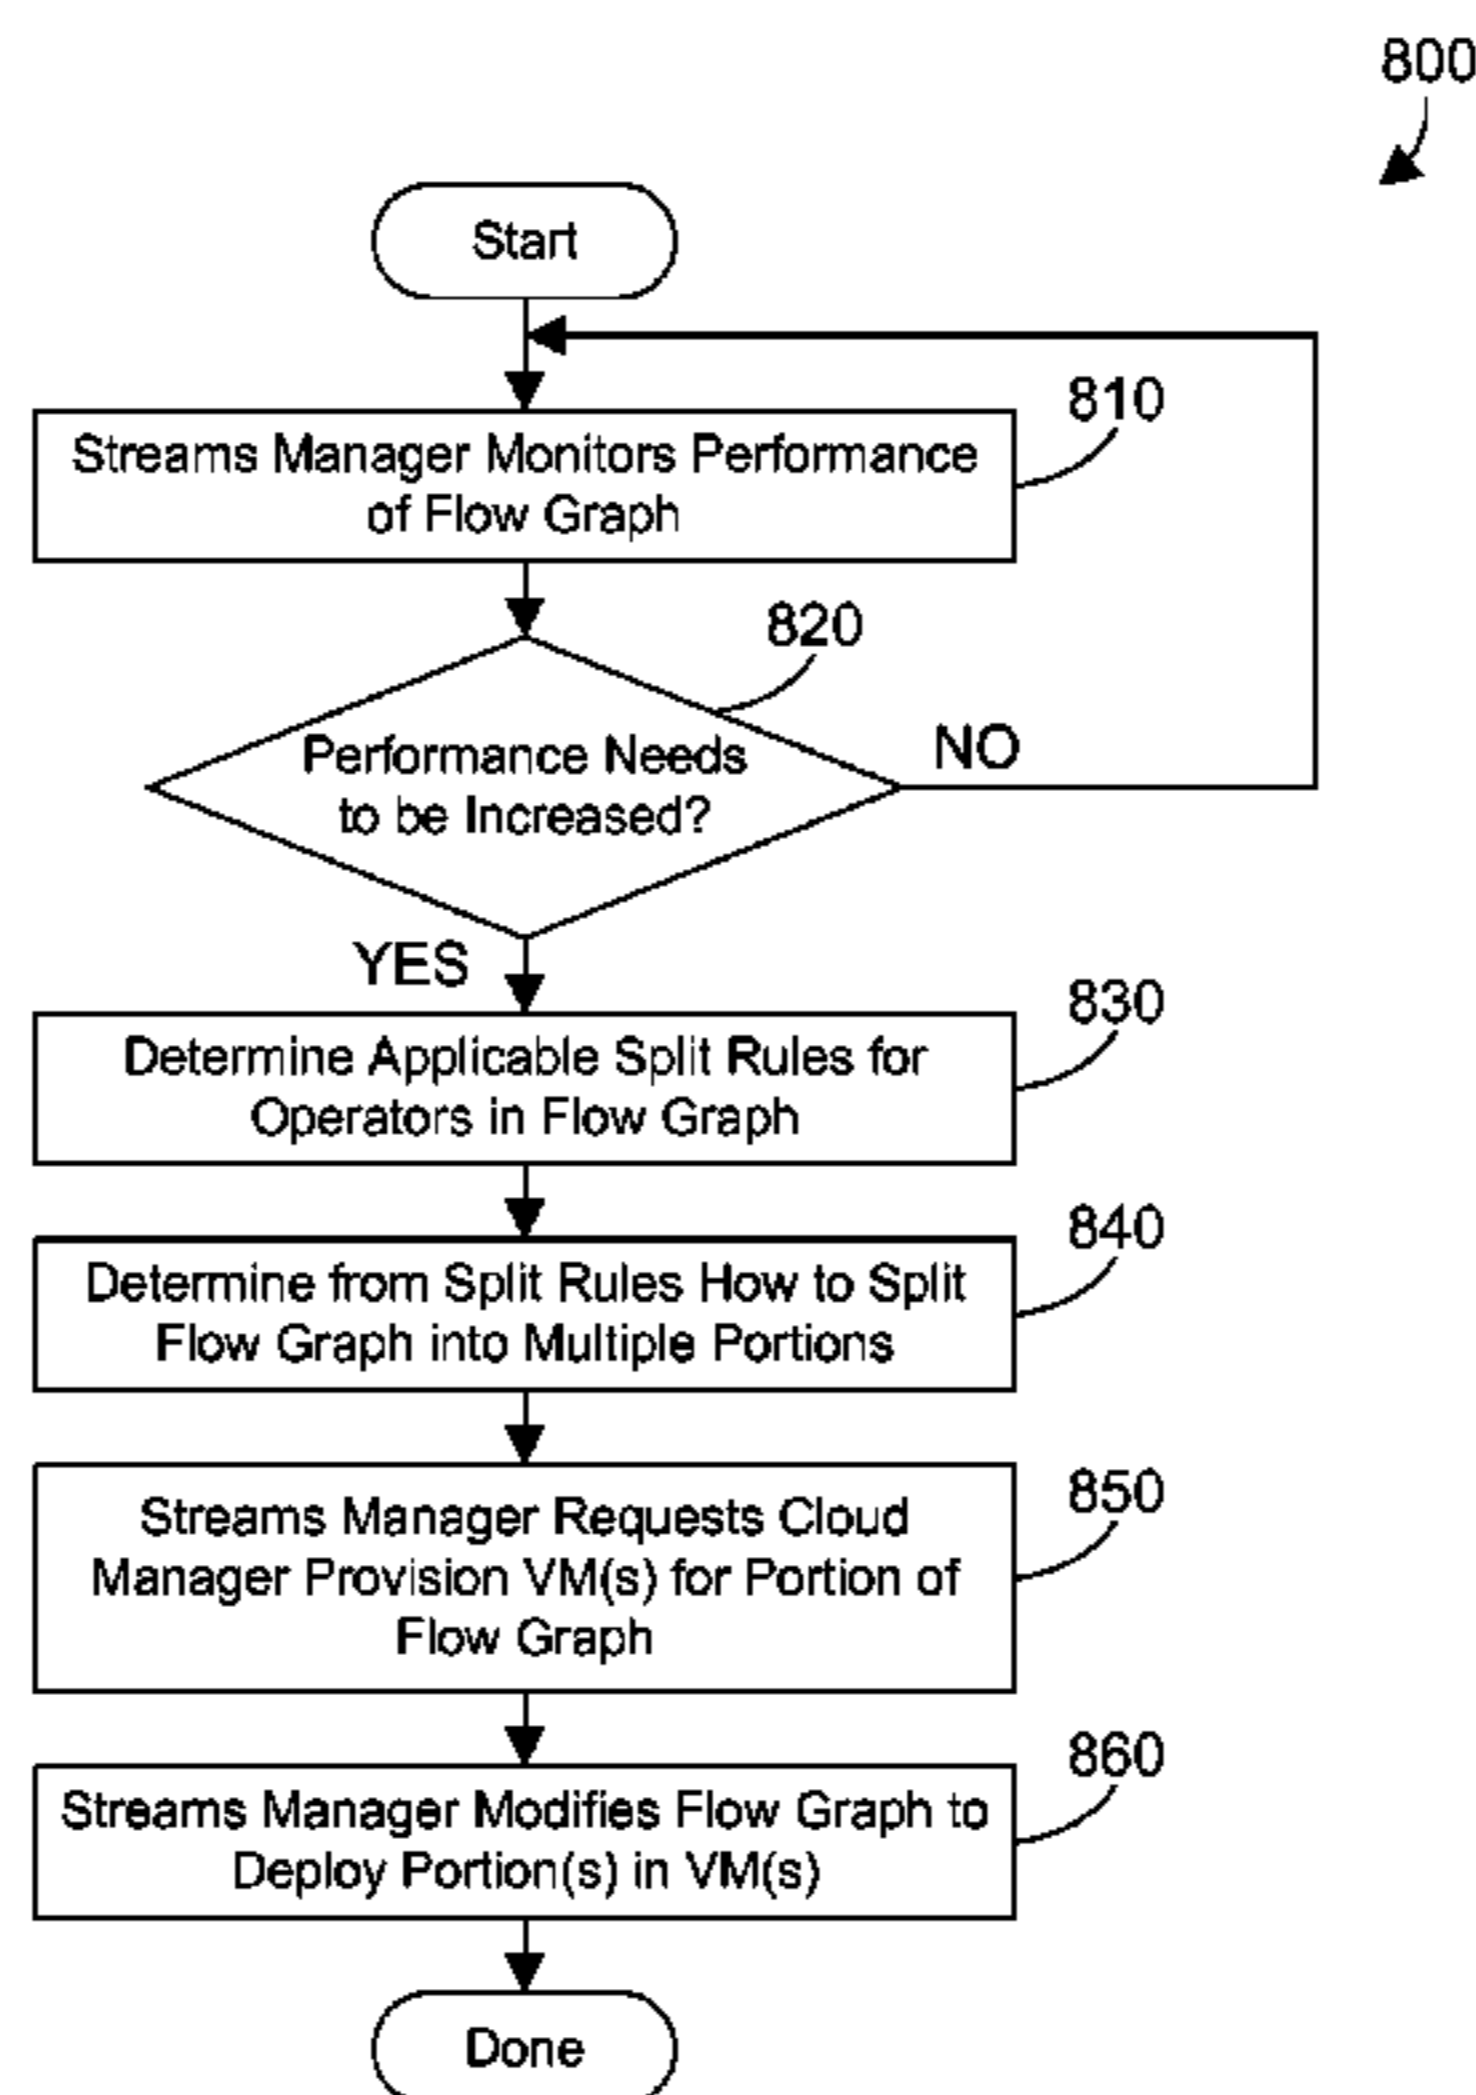 800
Start
810
Streams Manager Monitors Performance
of Flow Graph
820
Performance Needs
to be Increased?
NO
YES
830
Determine Applicable Split Rules for
Operators in Flow Graph
840
Determine from Split Rules How to Split
Flow Graph into Multiple Portions
850
Streams Manager Requests Cloud
Manager Provision VM(s) for Portion of
Flow Graph
860
Streams Manager Modifies Flow Graph to
Deploy Portion(s) in VM(s)
Done